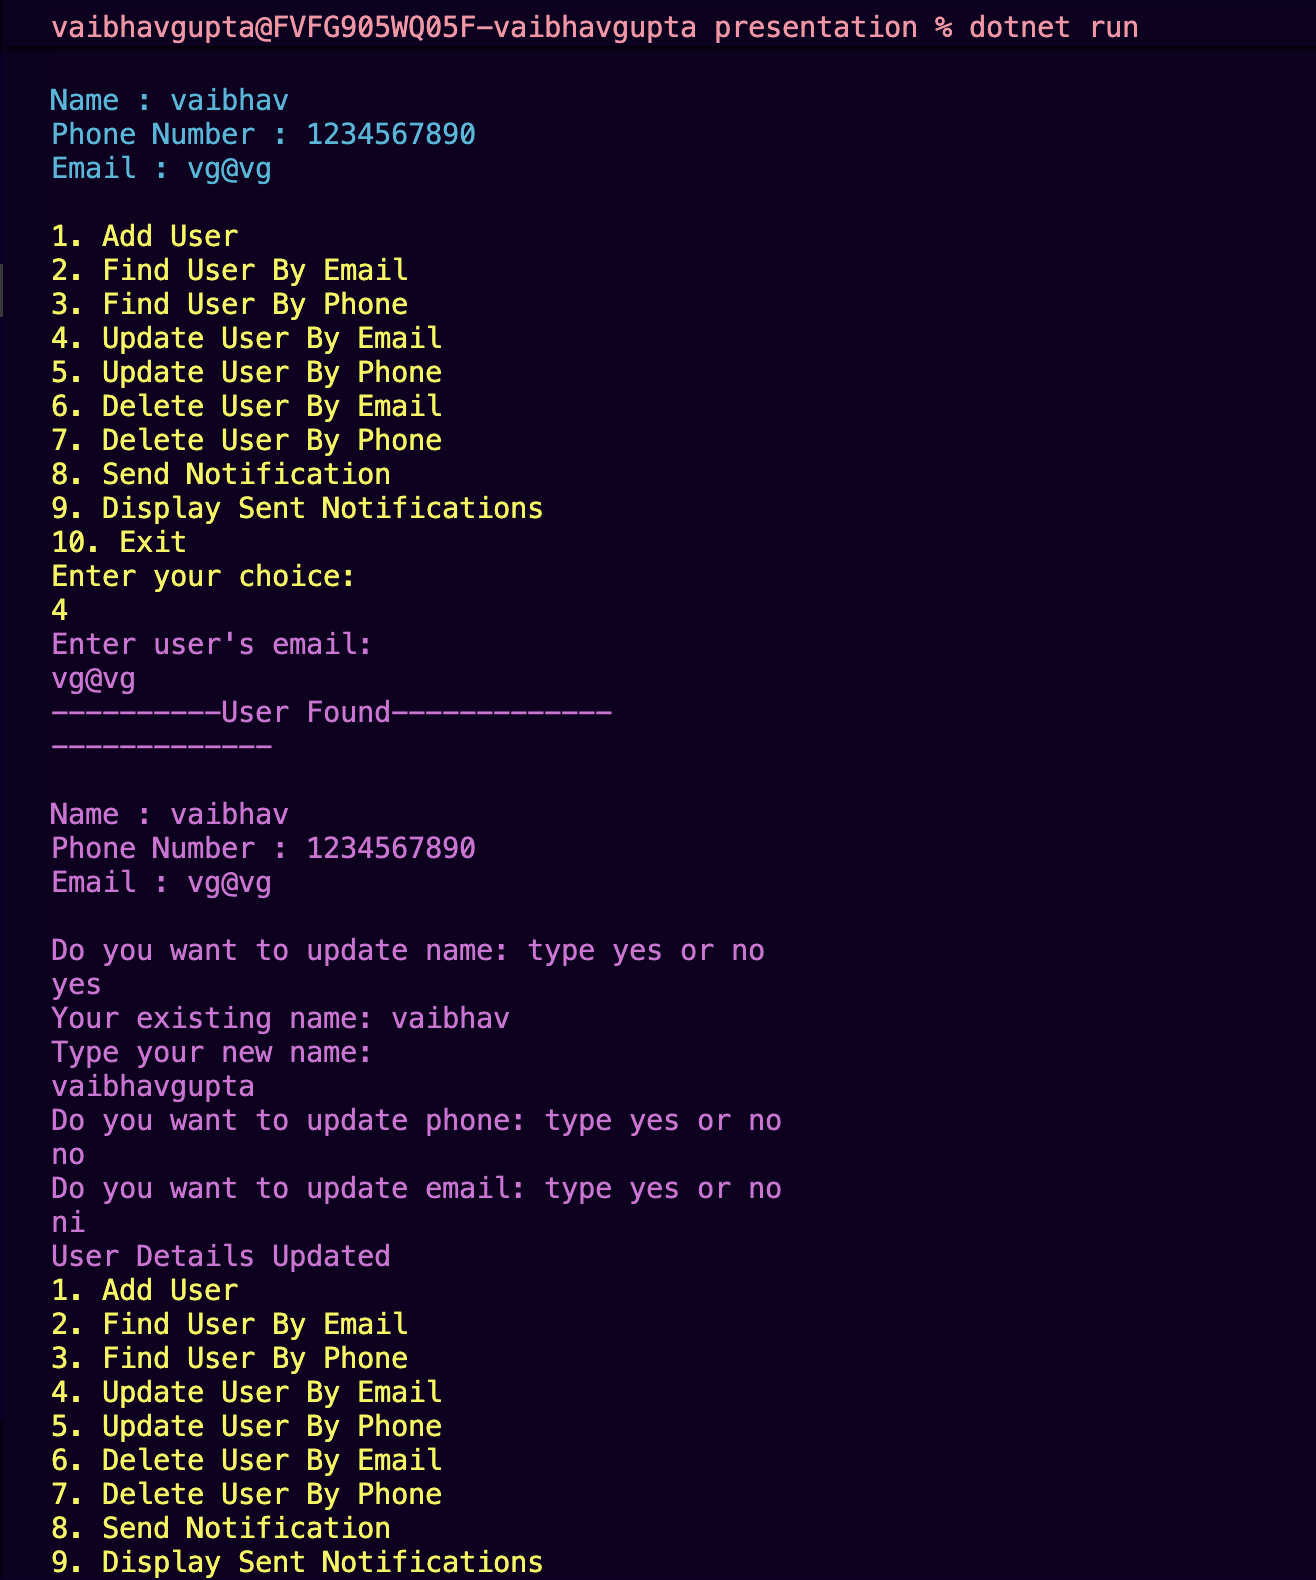 vaibhavgupta@FVFG905WQ05F-vaibhavgupta presentation % dotnet run
Name : vaibhav
Phone Number : 1234567890
Email : vg@vg
1. Add User
2. Find User By Email
3. Find User By Phone
4. Update User By Email
5. Update User By Phone
6. Delete User By Email
7. Delete User By Phone
8. Send Notification
9. Display Sent Notifications
10. Exit
Enter your choice:
4
Enter user's email:
vg@vg
----------User Found-------------
-------------
Name : vaibhav
Phone Number : 1234567890
Email : vg@vg
Do you want to update name: type yes or no
yes
Your existing name: vaibhav
Type your new name:
vaibhavgupta
Do you want to update phone: type yes or no
no
Do you want to update email: type yes or no
ni
User Details Updated
1. Add User
2. Find User By Email
3. Find User By Phone
4. Update User By Email
5. Update User By Phone
6. Delete User By Email
7. Delete User By Phone
8. Send Notification
9. Display Sent Notifications